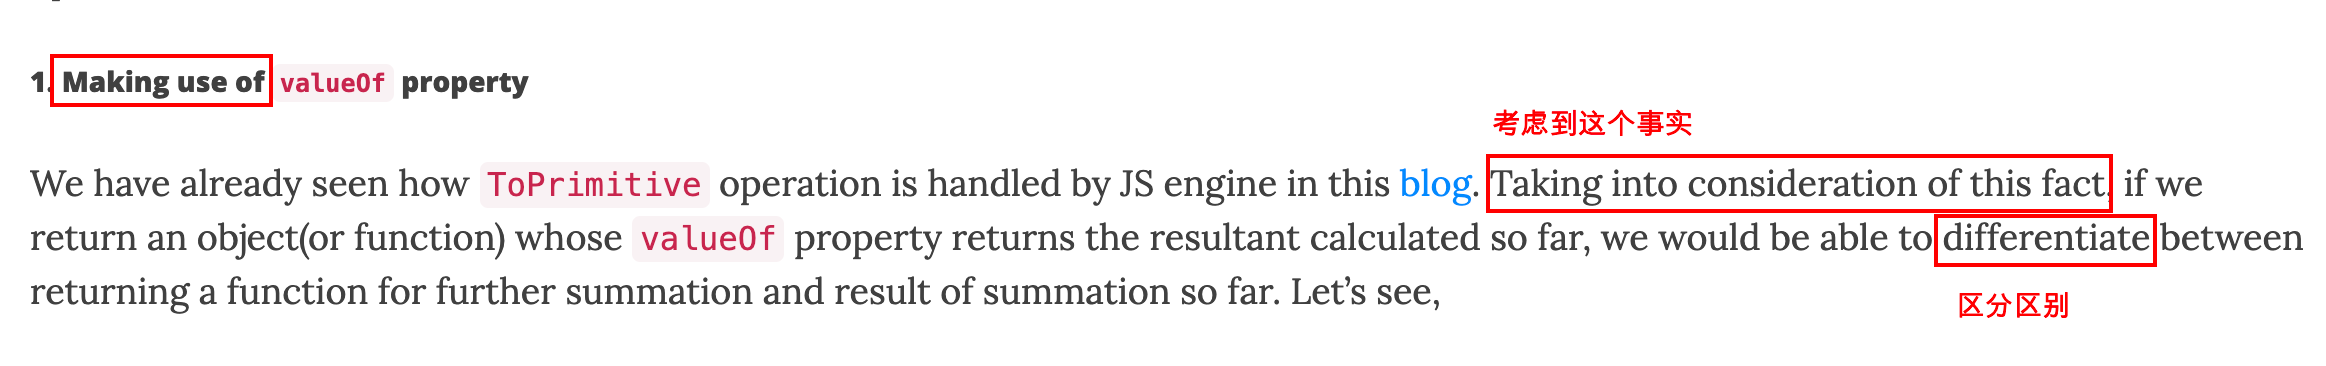 1. Making use of valueOf property
考虑到这个事实
We have already seen how ToPrimitive operation is handled by JS engine in this blog. Taking into consideration of this fact, if we
return an object(or function) whose valueOf property returns the resultant calculated so far, we would be able to differentiate between
returning a function for further summation and result of summation so far. Let’s see,
区分区别